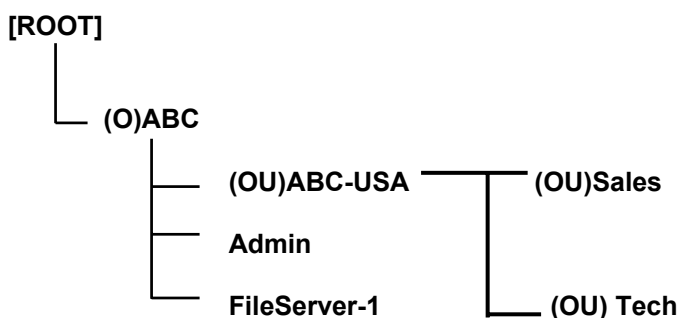 [ROOT]
(O)ABC
(OU)ABC-USA
(OU)Sales
Admin
FileServer-1
(OU) Tech